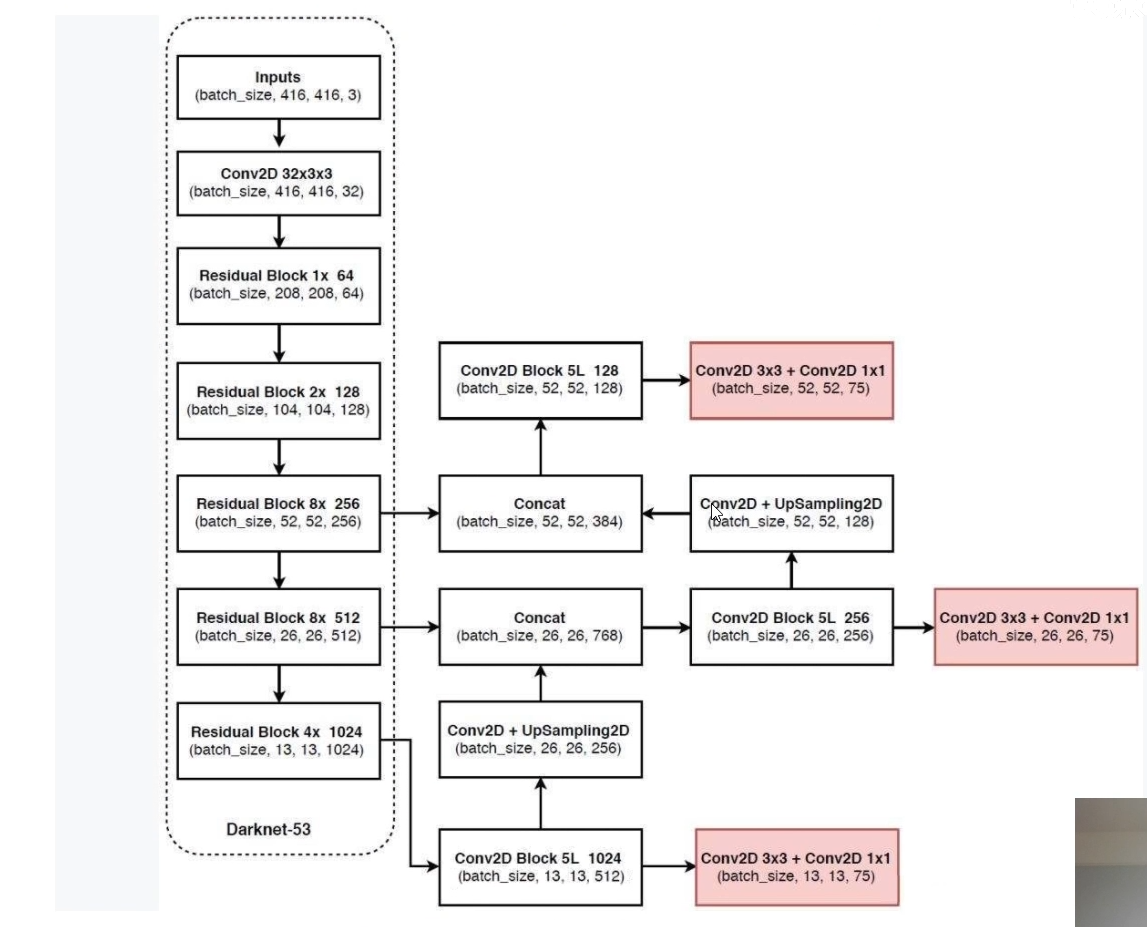 Inputs
(batch_size, 416, 416, 3)
Conv2D 32x3x3
(batch_size, 416, 416, 32)
Residual Block 1x 64
(batch_size, 208, 208, 64)
Residual Block 2x 128
(batch_size, 104, 104, 128)
Residual Block 8x 256
(batch_size, 52, 52, 256)
Residual Block 8x 512
(batch_size, 26, 26, 512)
Residual Block 4x 1024
(batch_size, 13, 13, 1024)
Darknet-53
Conv2D Block 5L 128
(batch_size, 52, 52, 128)
Conv2D 3x3 + Conv2D 1x1
(batch_size, 52, 52, 75)
Concat
(batch_size, 52, 52, 384)
Conv2D + UpSampling2D
(batch_size, 52, 52, 128)
Concat
(batch_size, 26, 26, 768)
Conv2D Block 5L 256
(batch_size, 26, 26, 256)
Conv2D 3x3 + Conv2D 1x1
(batch_size, 26, 26, 75)
Conv2D + UpSampling2D
(batch_size, 26, 26, 256)
Conv2D Block 5L 1024
(batch_size, 13, 13, 512)
Conv2D 3x3 + Conv2D 1x1
(batch_size, 13, 13, 75)